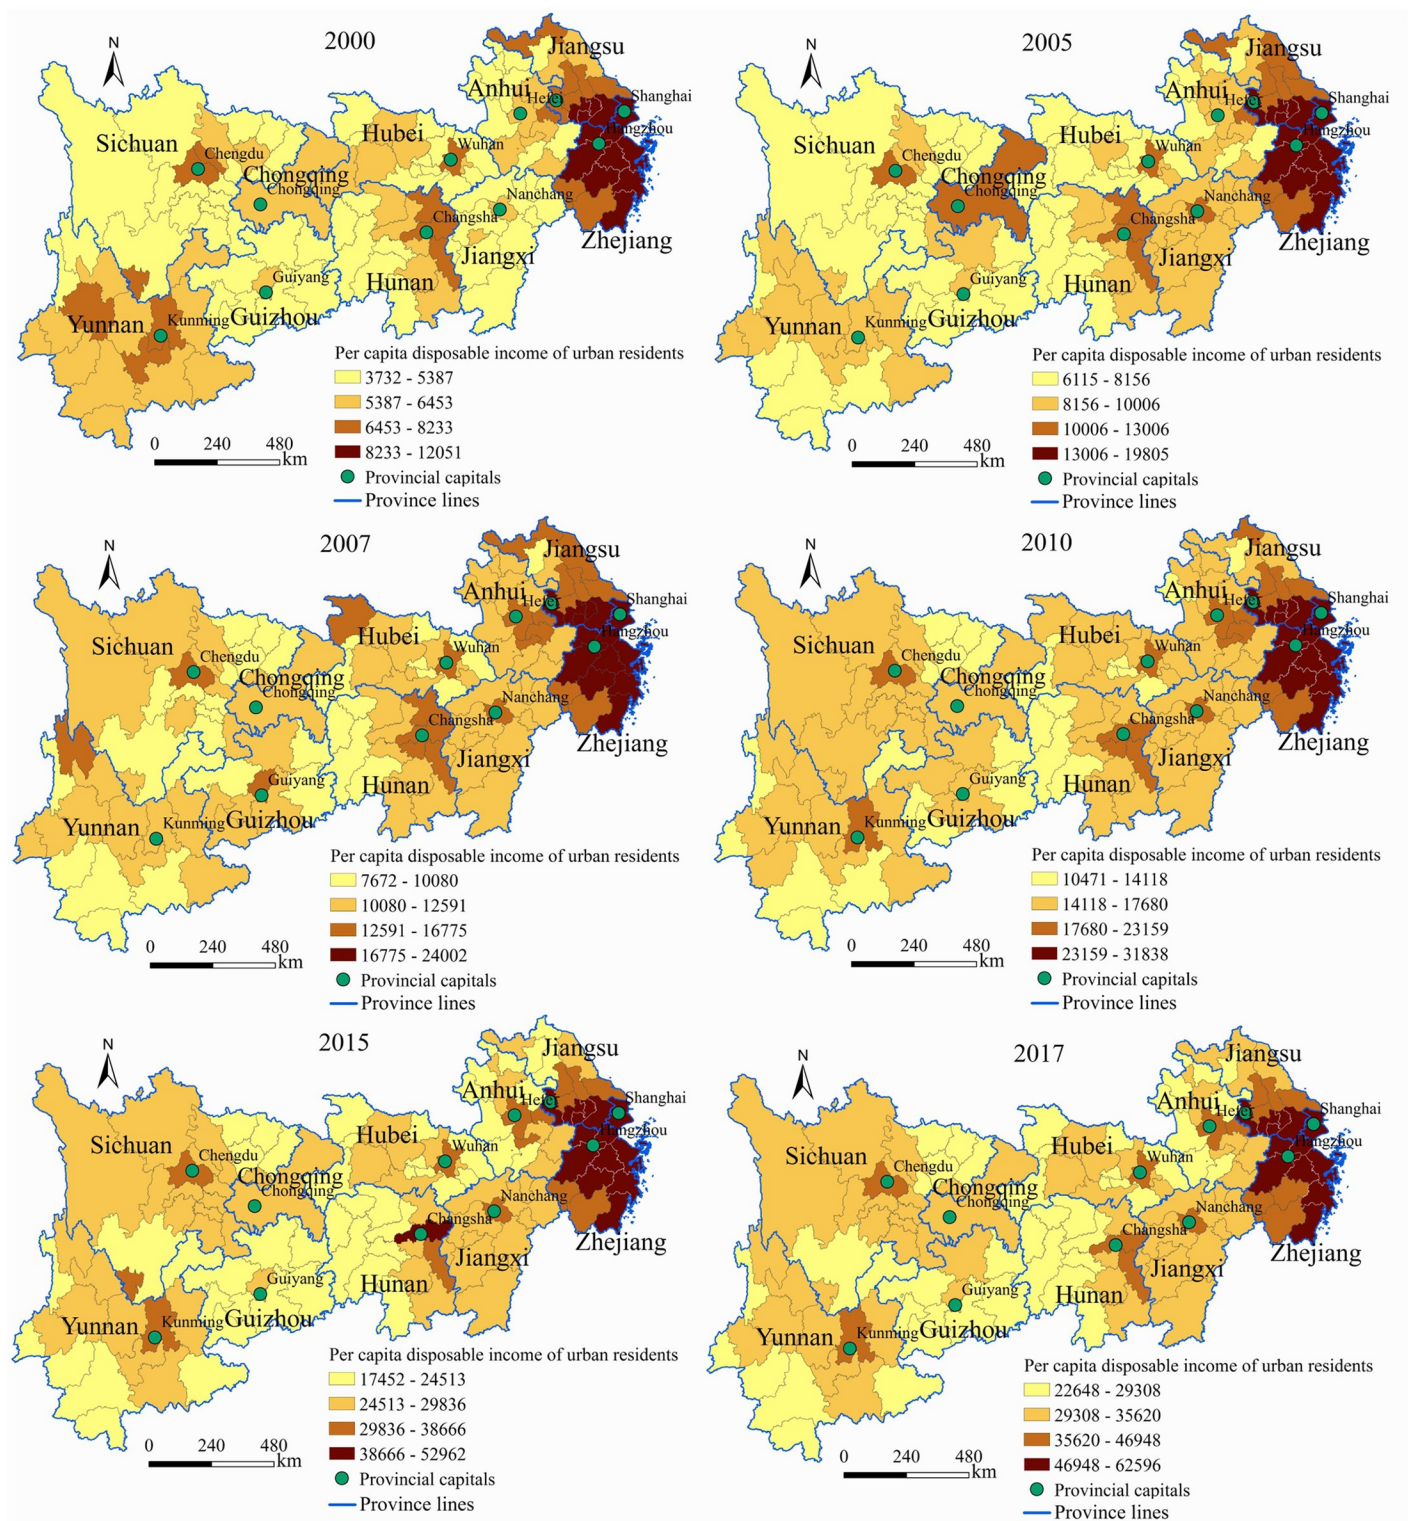 2000
N
Jiangsu
Anhui
Hefei
Shanghai
Hangzhou
Hubei
Wuhan
Sichuan
Chengdu
Chongqing
Chongqing
Nanchang
Changsha
Zhejiang
Jiangxi
Hunan
Guiyang
Guizhou
Yunnan
Kunming
Per capita disposable income of urban residents
3732 - 5387
5387 - 6453
6453 - 8233
8233 - 12051
Provincial capitals
Province lines
0 240 480
km
2005
N
Jiangsu
Anhui
Hefei
Shanghai
Hangzhou
Hubei
Wuhan
Sichuan
Chengdu
Chongqing
Chongqing
Nanchang
Changsha
Zhejiang
Jiangxi
Hunan
Guiyang
Guizhou
Yunnan
Kunming
Per capita disposable income of urban residents
6115 - 8156
8156 - 10006
10006 - 13006
13006 - 19805
Provincial capitals
Province lines
0 240 480
km
2007
N
Jiangsu
Anhui
Hefei
Shanghai
Hangzhou
Hubei
Wuhan
Sichuan
Chengdu
Chongqing
Chongqing
Nanchang
Changsha
Zhejiang
Jiangxi
Hunan
Guiyang
Guizhou
Yunnan
Kunming
Per capita disposable income of urban residents
7672 - 10080
10080 - 12591
12591 - 16775
16775 - 24002
Provincial capitals
Province lines
0 240 480
km
2010
N
Jiangsu
Anhui
Hefei
Shanghai
Hangzhou
Hubei
Wuhan
Sichuan
Chengdu
Chongqing
Chongqing
Nanchang
Changsha
Zhejiang
Jiangxi
Hunan
Guiyang
Guizhou
Yunnan
Kunming
Per capita disposable income of urban residents
10471 - 14118
14118 - 17680
17680 - 23159
23159 - 31838
Provincial capitals
Province lines
0 240 480
km
2015
N
Jiangsu
Anhui
Hefei
Shanghai
Hangzhou
Hubei
Wuhan
Sichuan
Chengdu
Chongqing
Chongqing
Nanchang
Changsha
Zhejiang
Jiangxi
Hunan
Guiyang
Guizhou
Yunnan
Kunming
Per capita disposable income of urban residents
17452 - 24513
24513 - 29836
29836 - 38666
38666 - 52962
Provincial capitals
Province lines
0 240 480
km
2017
N
Jiangsu
Anhui
Hefei
Shanghai
Hangzhou
Hubei
Wuhan
Sichuan
Chengdu
Chongqing
Chongqing
Nanchang
Changsha
Zhejiang
Jiangxi
Hunan
Guiyang
Guizhou
Yunnan
Kunming
Per capita disposable income of urban residents
22648 - 29308
29308 - 35620
35620 - 46948
46948 - 62596
Provincial capitals
Province lines
0 240 480
km